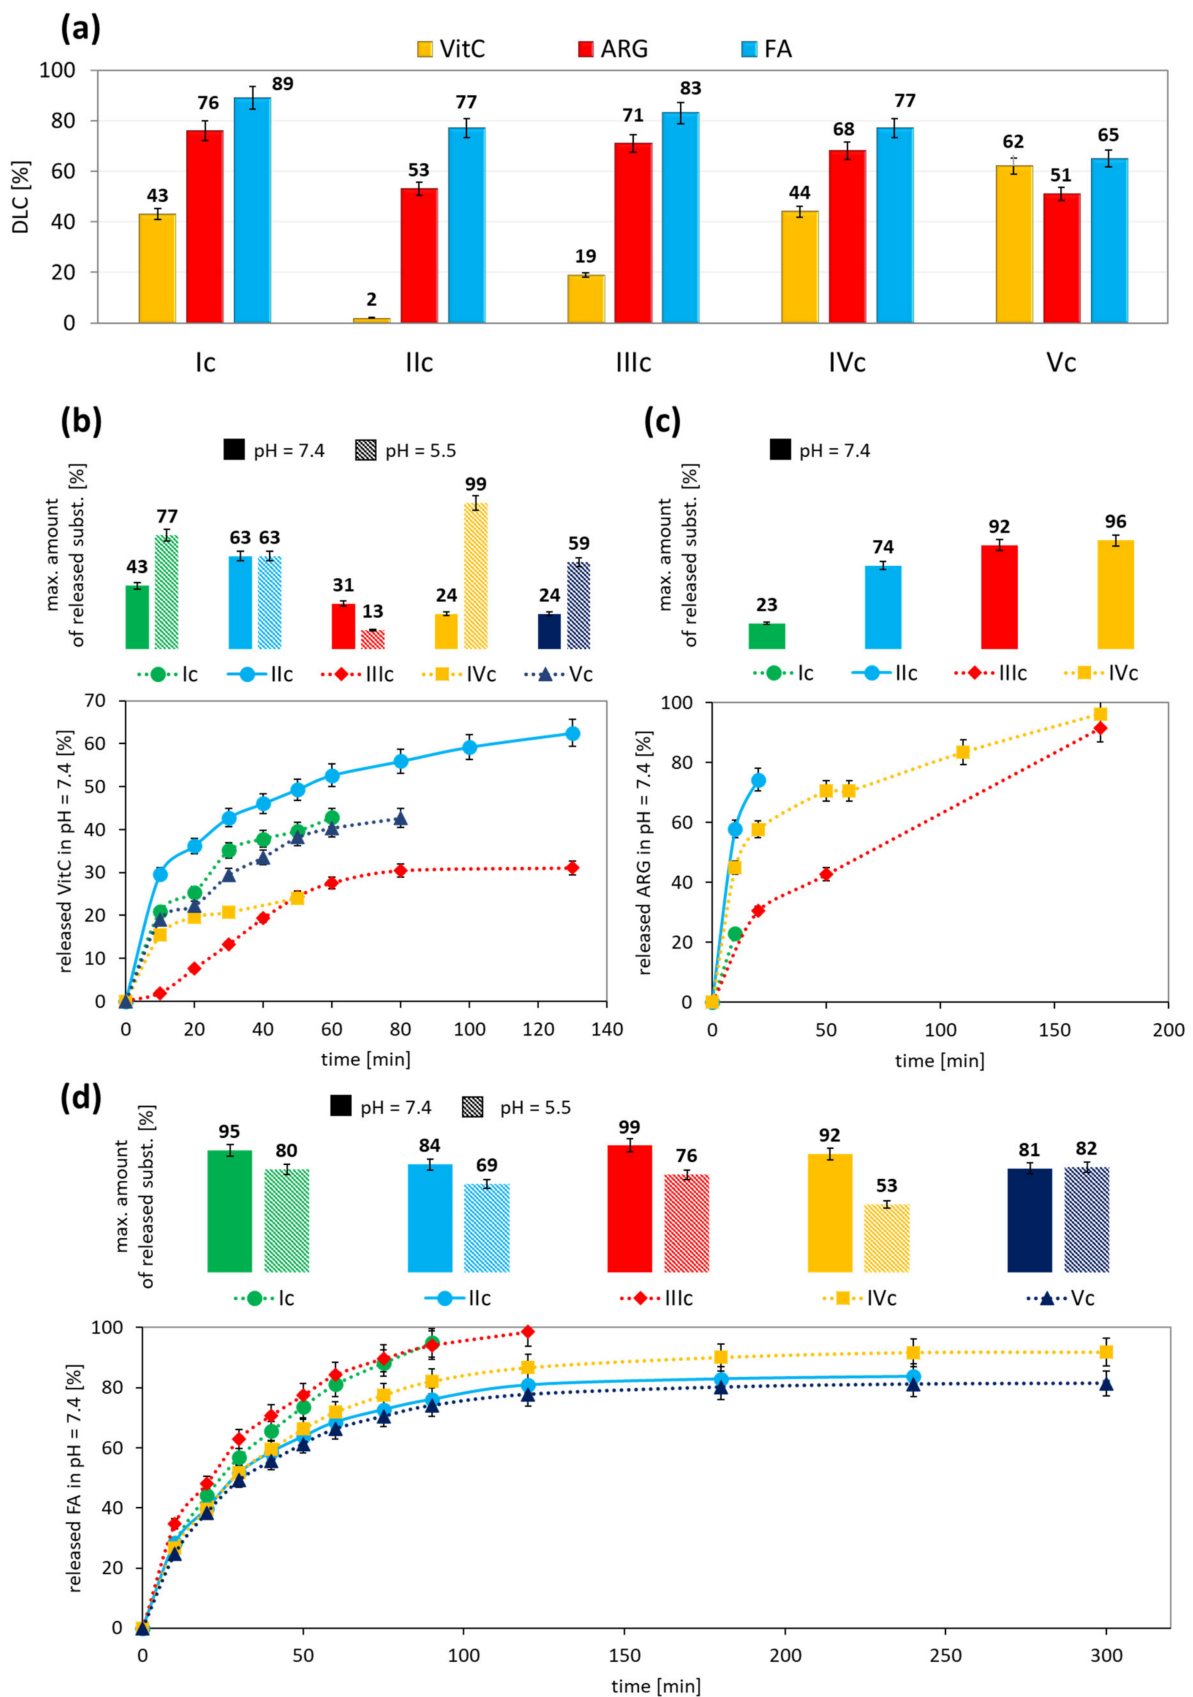 (a)
VitC ARG FA
DLC [%]
100
80
60
40
20
0
43 76 89
2 53 77
19 71 83
44 68 77
62 51 65
Ic IIc IIIc IVc Vc
(b)
pH = 7.4 pH = 5.5
max. amount
of released subst. [%]
43 77 63 63 31 13 24 99 24 59
Ic IIc IIIc IVc Vc
released VitC in pH = 7.4 [%]
70
60
50
40
30
20
10
0
0 20 40 60 80 100 120 140
time [min]
(c)
pH = 7.4
max. amount
of released subst. [%]
23 74 92 96
Ic IIc IIIc IVc
released ARG in pH = 7.4 [%]
100
80
60
40
20
0
0 50 100 150 200
time [min]
(d)
pH = 7.4 pH = 5.5
max. amount
of released subst. [%]
95 80 84 69 99 76 92 53 81 82
Ic IIc IIIc IVc Vc
released FA in pH = 7.4 [%]
100
80
60
40
20
0
0 50 100 150 200 250 300
time [min]